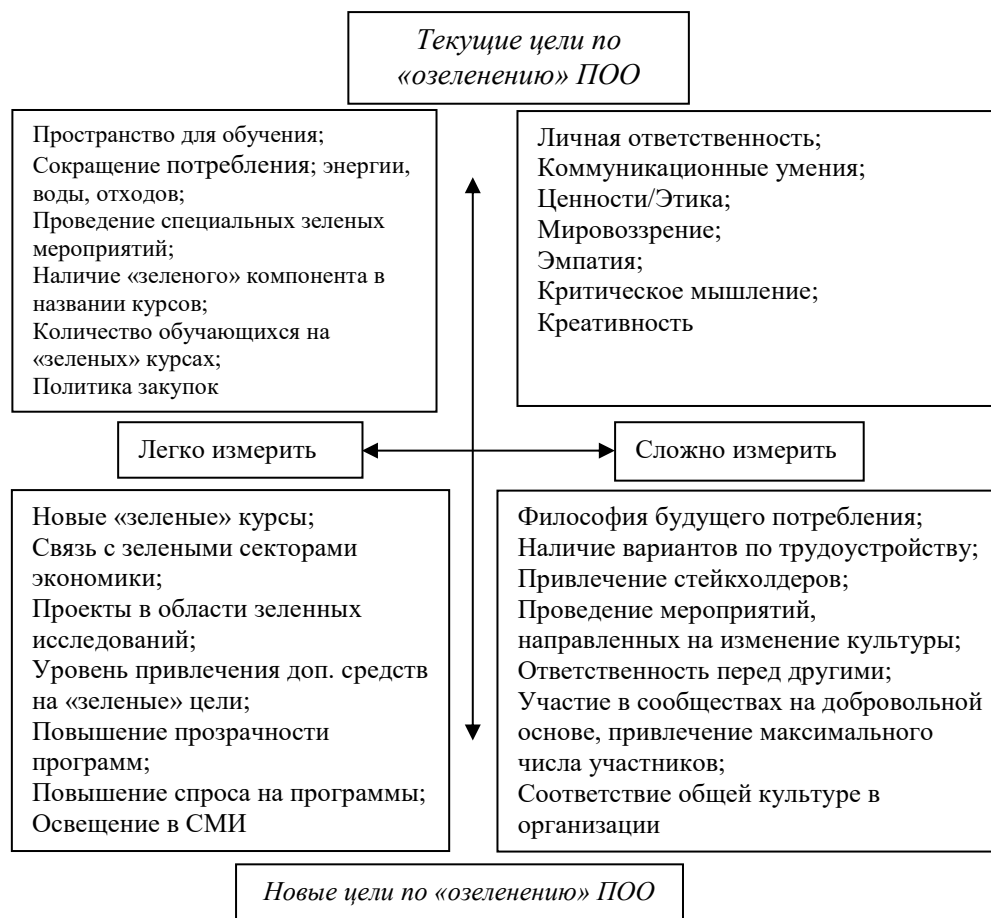 Текущие цели по
«озеленению» ПОО
Пространство для обучения;
Сокращение потребления; энергии,
воды, отходов;
Проведение специальных зеленых
мероприятий;
Наличие «зеленого» компонента в
названии курсов;
Количество обучающихся на
«зеленых» курсах;
Политика закупок
Личная ответственность;
Коммуникационные умения;
Ценности/Этика;
Мировоззрение;
Эмпатия;
Критическое мышление;
Креативность
Легко измерить
Сложно измерить
Новые «зеленые» курсы;
Связь с зелеными секторами
экономики;
Проекты в области зеленных
исследований;
Уровень привлечения доп. средств
на «зеленые» цели;
Повышение прозрачности
программ;
Повышение спроса на программы;
Освещение в СМИ
Философия будущего потребления;
Наличие вариантов по трудоустройству;
Привлечение стейкхолдеров;
Проведение мероприятий,
направленных на изменение культуры;
Ответственность перед другими;
Участие в сообществах на добровольной
основе, привлечение максимального
числа участников;
Соответствие общей культуре в
организации
Новые цели по «озеленению» ПОО